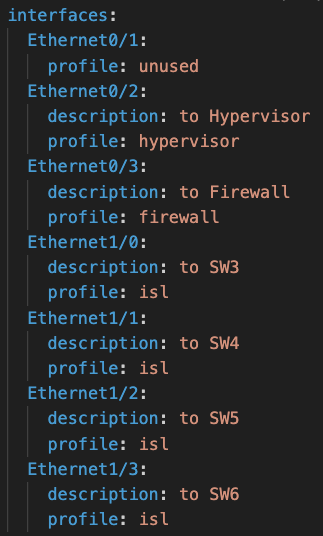 interfaces:
  Ethernet0/1:
    profile: unused
  Ethernet0/2:
    description: to Hypervisor
    profile: hypervisor
  Ethernet0/3:
    description: to Firewall
    profile: firewall
  Ethernet1/0:
    description: to SW3
    profile: isl
  Ethernet1/1:
    description: to SW4
    profile: isl
  Ethernet1/2:
    description: to SW5
    profile: isl
  Ethernet1/3:
    description: to SW6
    profile: isl